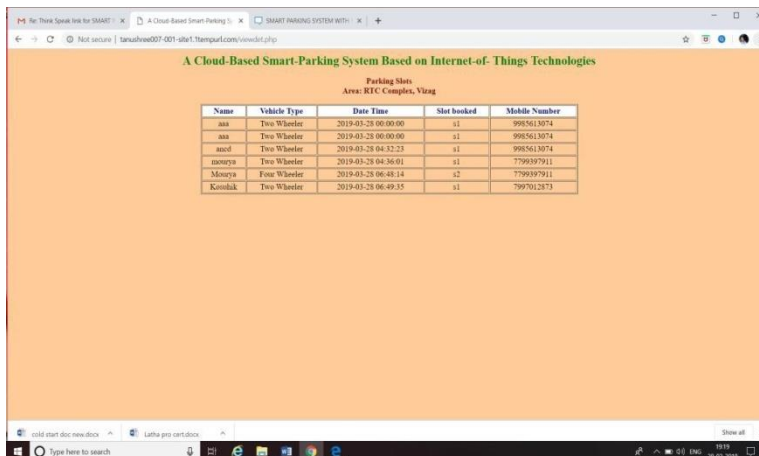 Re: Think Speak link for SMART
A Cloud-Based Smart-Parking Sy
SMART PARKING SYSTEM WITH
Not secure | tanushree007-001-site1.1tempurl.com/viewdet.php
A Cloud-Based Smart-Parking System Based on Internet-of- Things Technologies
Parking Slots
Area: RTC Complex, Vizag
Name Vehicle Type Date Time Slot booked Mobile Number
aaa Two Wheeler 2019-03-28 00:00:00 s1 9985613074
aaa Two Wheeler 2019-03-28 00:00:00 s1 9985613074
ancd Two Wheeler 2019-03-28 04:32:23 s1 9985613074
mourya Two Wheeler 2019-03-28 04:36:01 s1 7799397911
Mourya Four Wheeler 2019-03-28 06:48:14 s2 7799397911
Kosuhik Two Wheeler 2019-03-28 06:49:35 s1 7997012873
cold start doc new.docx
Latha pro cert.docx
Show all
Type here to search
ENG
19:19